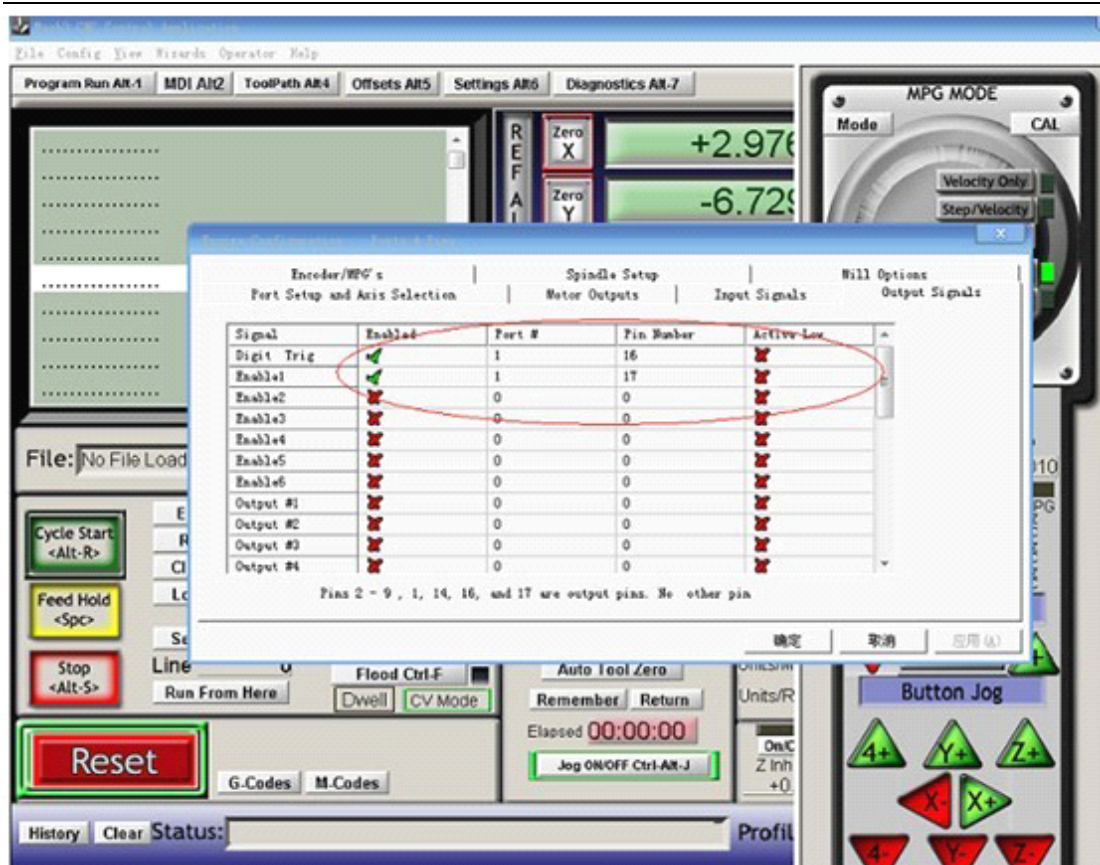 File Config View Wizards Operator Help
Program Run Alt-1 MDI Alt2 ToolPath Alt4 Offsets Alt5 Settings Alt6 Diagnostics Alt-7
MPG MODE
Mode CAL
REF
Zero X +2.976
Zero Y -6.729
Velocity Only
Step/Velocity
Encoder/MPG's Spindle Setup Mill Options
Port Setup and Axis Selection Motor Outputs Input Signals Output Signals
Signal Enabled Port # Pin Number Active Low
Digit Trig 1 16
Enable1 1 17
Enable2 0 0
Enable3 0 0
Enable4 0 0
Enable5 0 0
Enable6 0 0
Output #1 0 0
Output #2 0 0
Output #3 0 0
Output #4 0 0
Pins 2 - 9 , 1, 14, 16, and 17 are output pins. No other pin
确定 取消 应用(A)
File: No File Load
Cycle Start
<Alt-R>
Feed Hold
<Spc>
Stop
<Alt-S>
Line 0
Run From Here
Flood Ctrl-F
Dwell CV Mode
Auto Tool Zero
Remember Return
Elapsed 00:00:00
Jog ON/OFF Ctrl-Alt-J
Units/R
Z Inh
+0
Button Jog
4+ Y+ Z+
X- X+
4- Y- Z-
Reset
G-Codes M-Codes
History Clear Status:
Profil